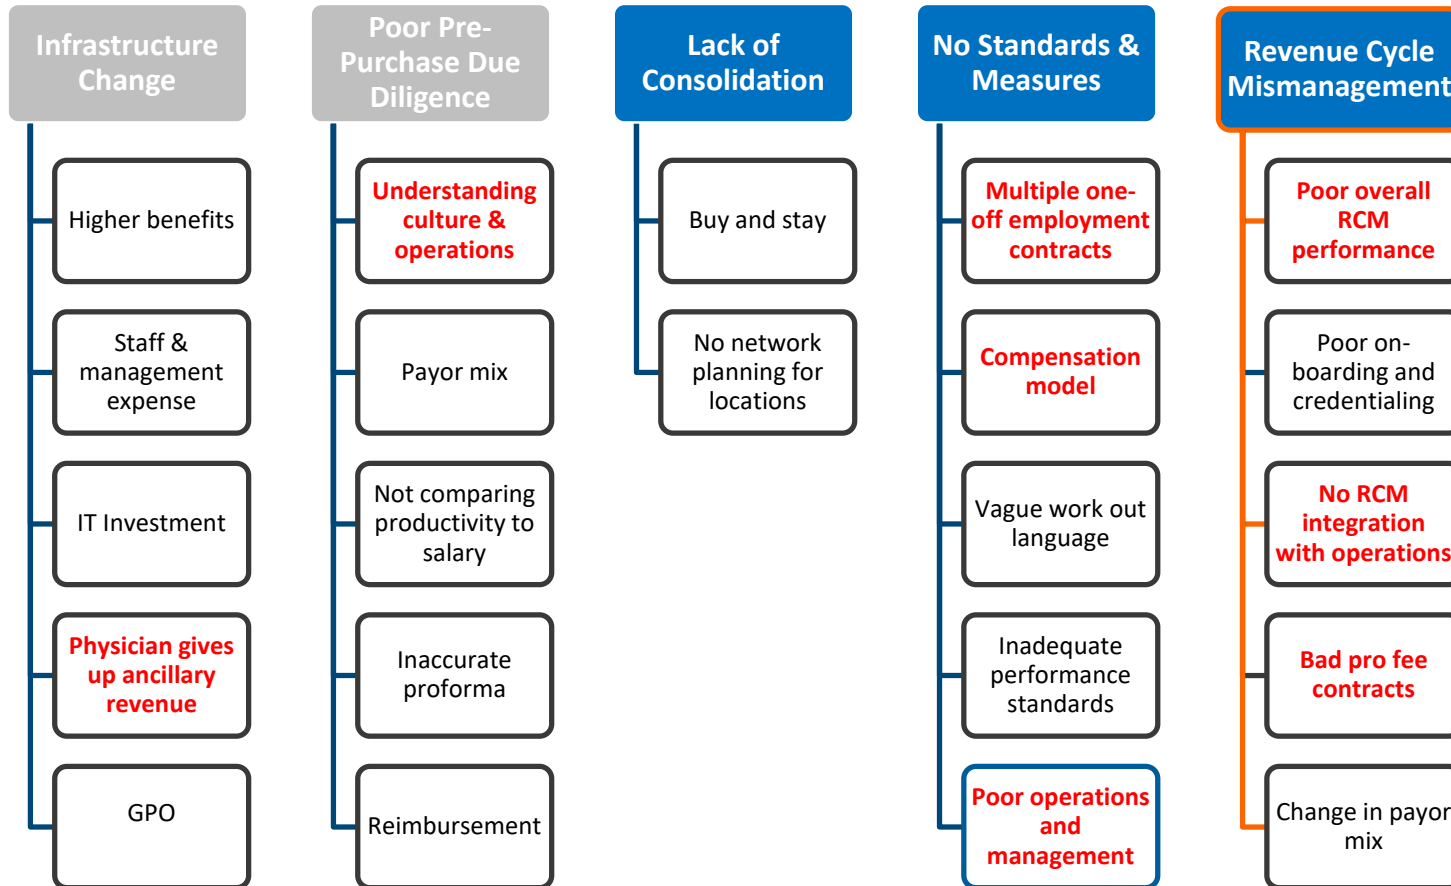 Infrastructure
Change
Higher benefits
Staff &
management
expense
IT Investment
Physician gives
up ancillary
revenue
GPO
Poor Pre-
Purchase Due
Diligence
Understanding
culture &
operations
Payor mix
Not comparing
productivity to
salary
Inaccurate
proforma
Reimbursement
Lack of
Consolidation
Buy and stay
No network
planning for
locations
No Standards &
Measures
Multiple one-
off employment
contracts
Compensation
model
Vague work out
language
Inadequate
performance
standards
Poor operations
and
management
Revenue Cycle
Mismanagement
Poor overall
RCM
performance
Poor on-
boarding and
credentialing
No RCM
integration
with operations
Bad pro fee
contracts
Change in payor
mix